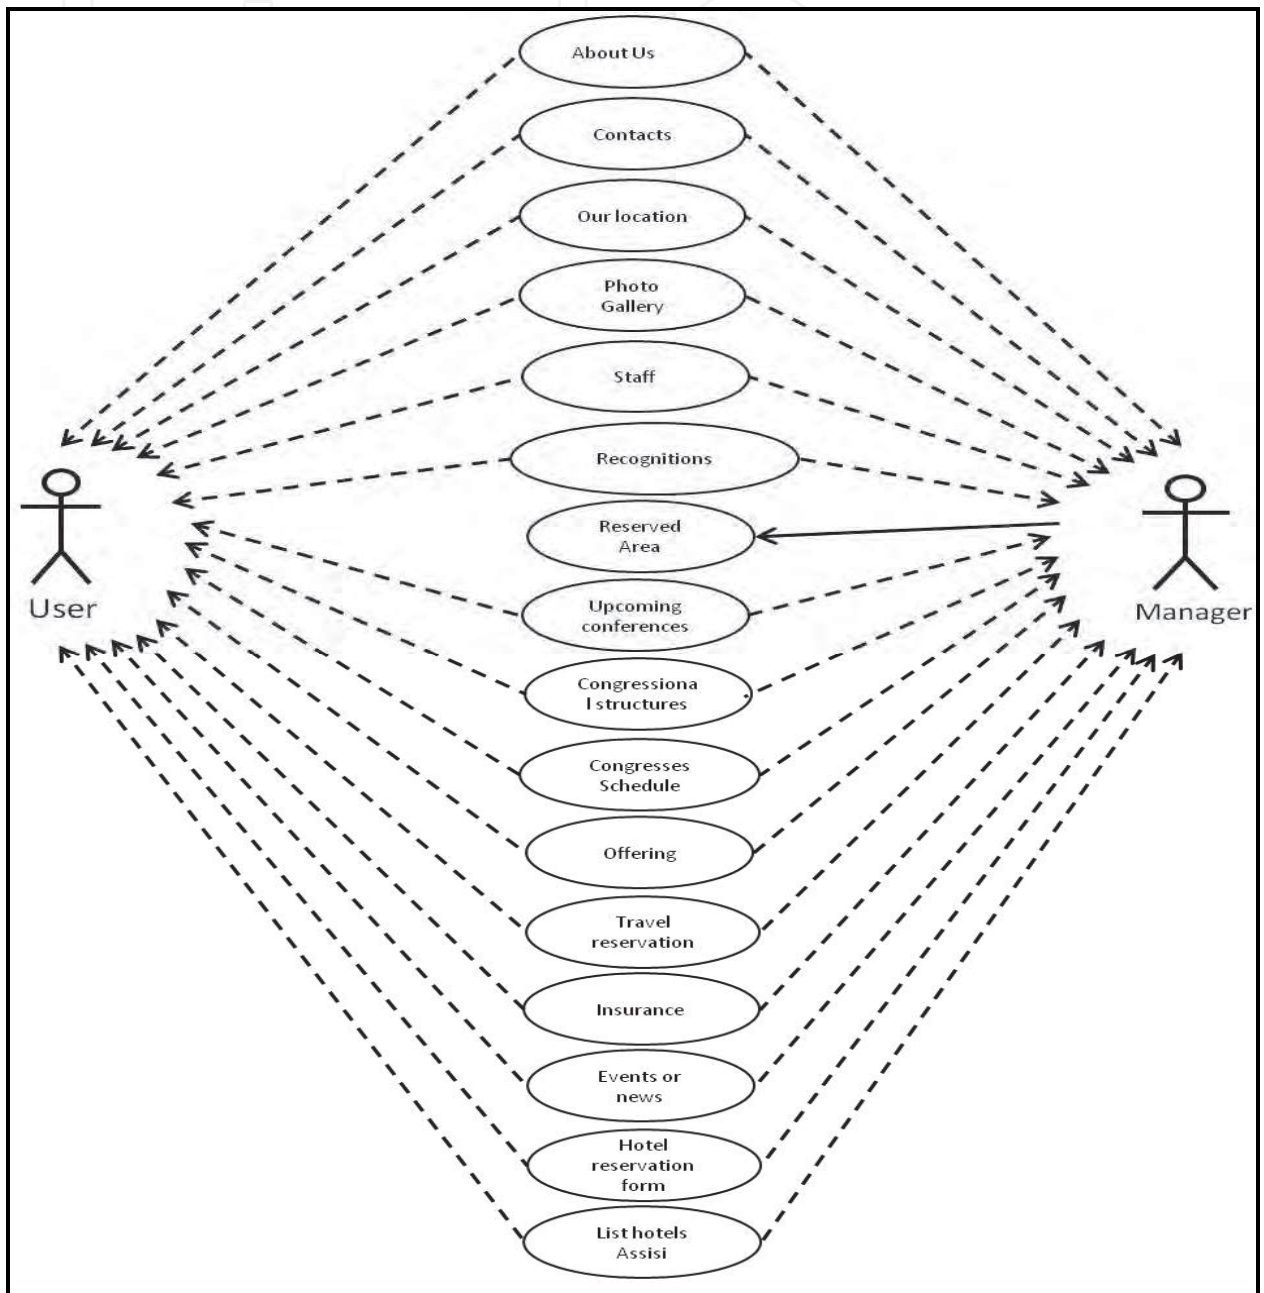 About Us
Contacts
Our location
Photo
Gallery
Staff
Recognitions
Reserved
Area
User
Upcoming
conferences
Manager
Congressiona
l structures
Congresses
Schedule
Offering
Travel
reservation
Insurance
Events or
news
Hotel
reservation
form
List hotels
Assisi